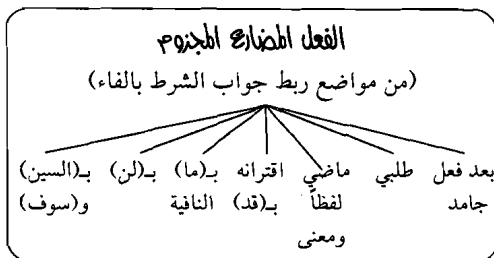 الفعل المضارع المجزوم
(من مواضع ربط جواب الشرط بالفاء)
بعد فعل طلبي ماضي اقترانه بـ(ما) بـ(لن) بـ(السين)
جامد لفظاً بـ(قد) النافية و(سوف)
ومعنى